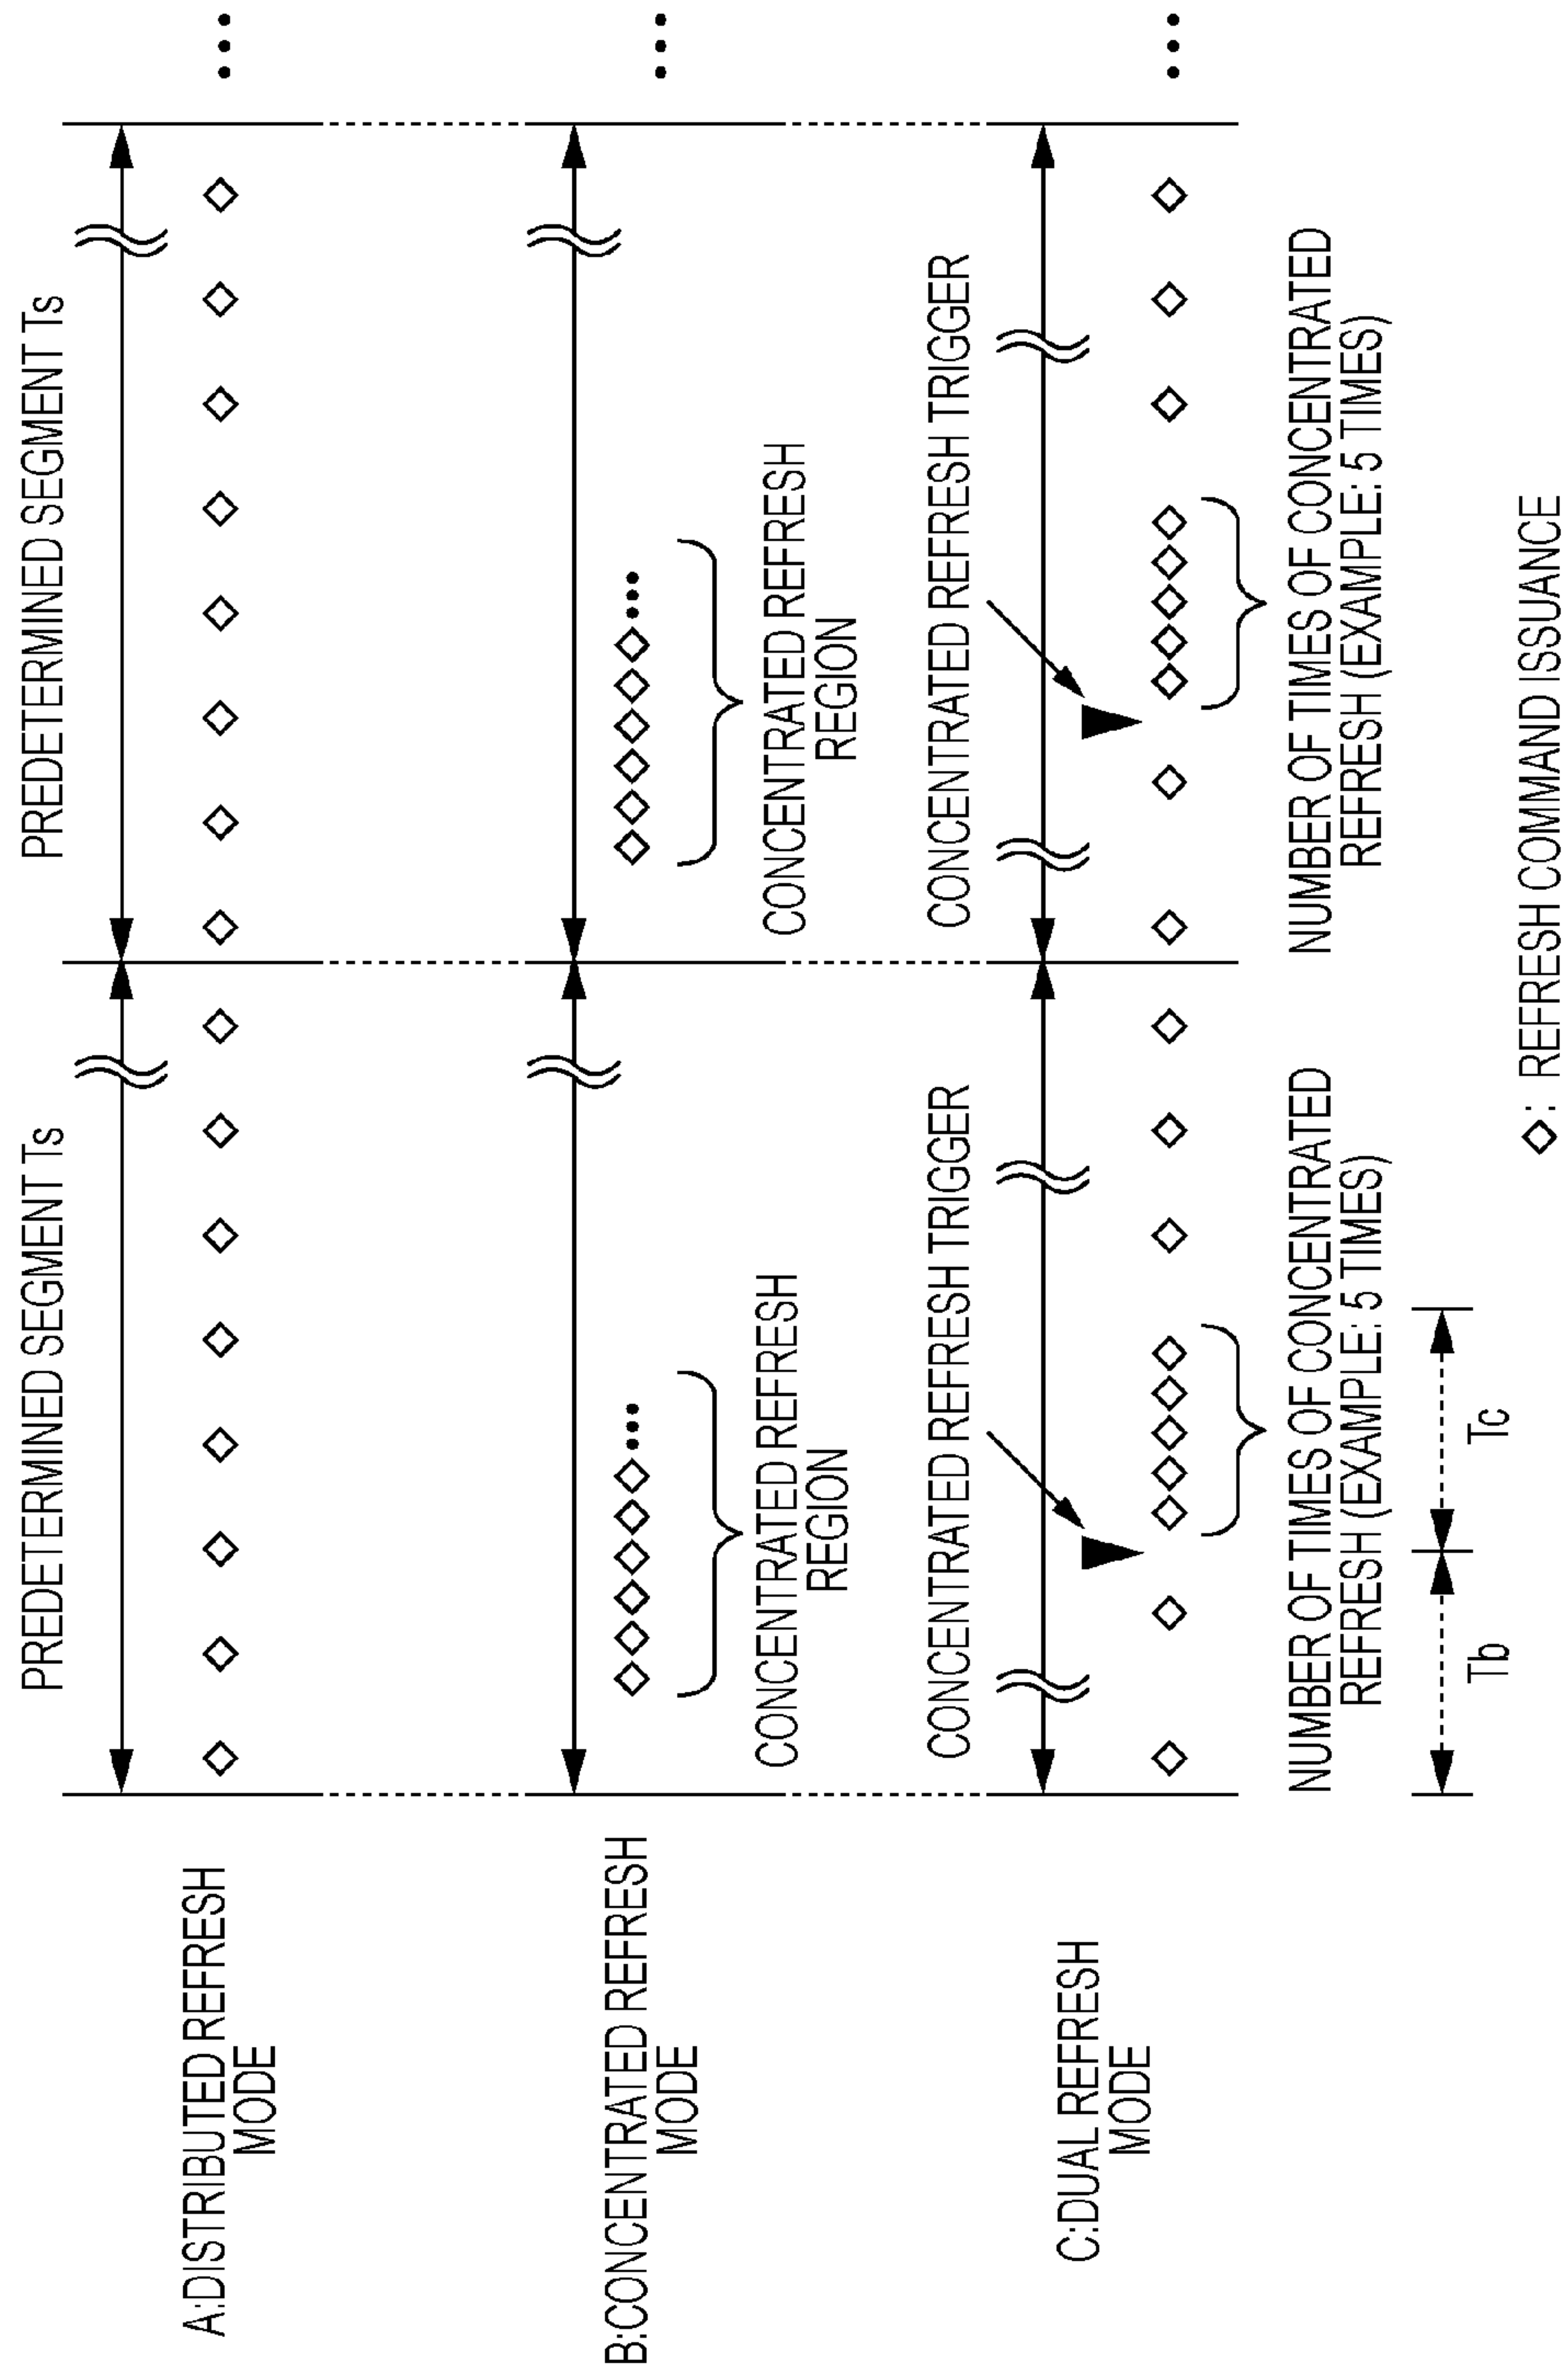 PREDETERMINED SEGMENT Ts
PREDETERMINED SEGMENT Ts
A:DISTRIBUTED REFRESH
MODE
B:CONCENTRATED REFRESH
MODE
CONCENTRATED REFRESH
REGION
CONCENTRATED REFRESH
REGION
CONCENTRATED REFRESH TRIGGER
CONCENTRATED REFRESH TRIGGER
C:DUAL REFRESH
MODE
NUMBER OF TIMES OF CONCENTRATED
REFRESH (EXAMPLE: 5 TIMES)
NUMBER OF TIMES OF CONCENTRATED
REFRESH (EXAMPLE: 5 TIMES)
Tb
Tc
◇: REFRESH COMMAND ISSUANCE